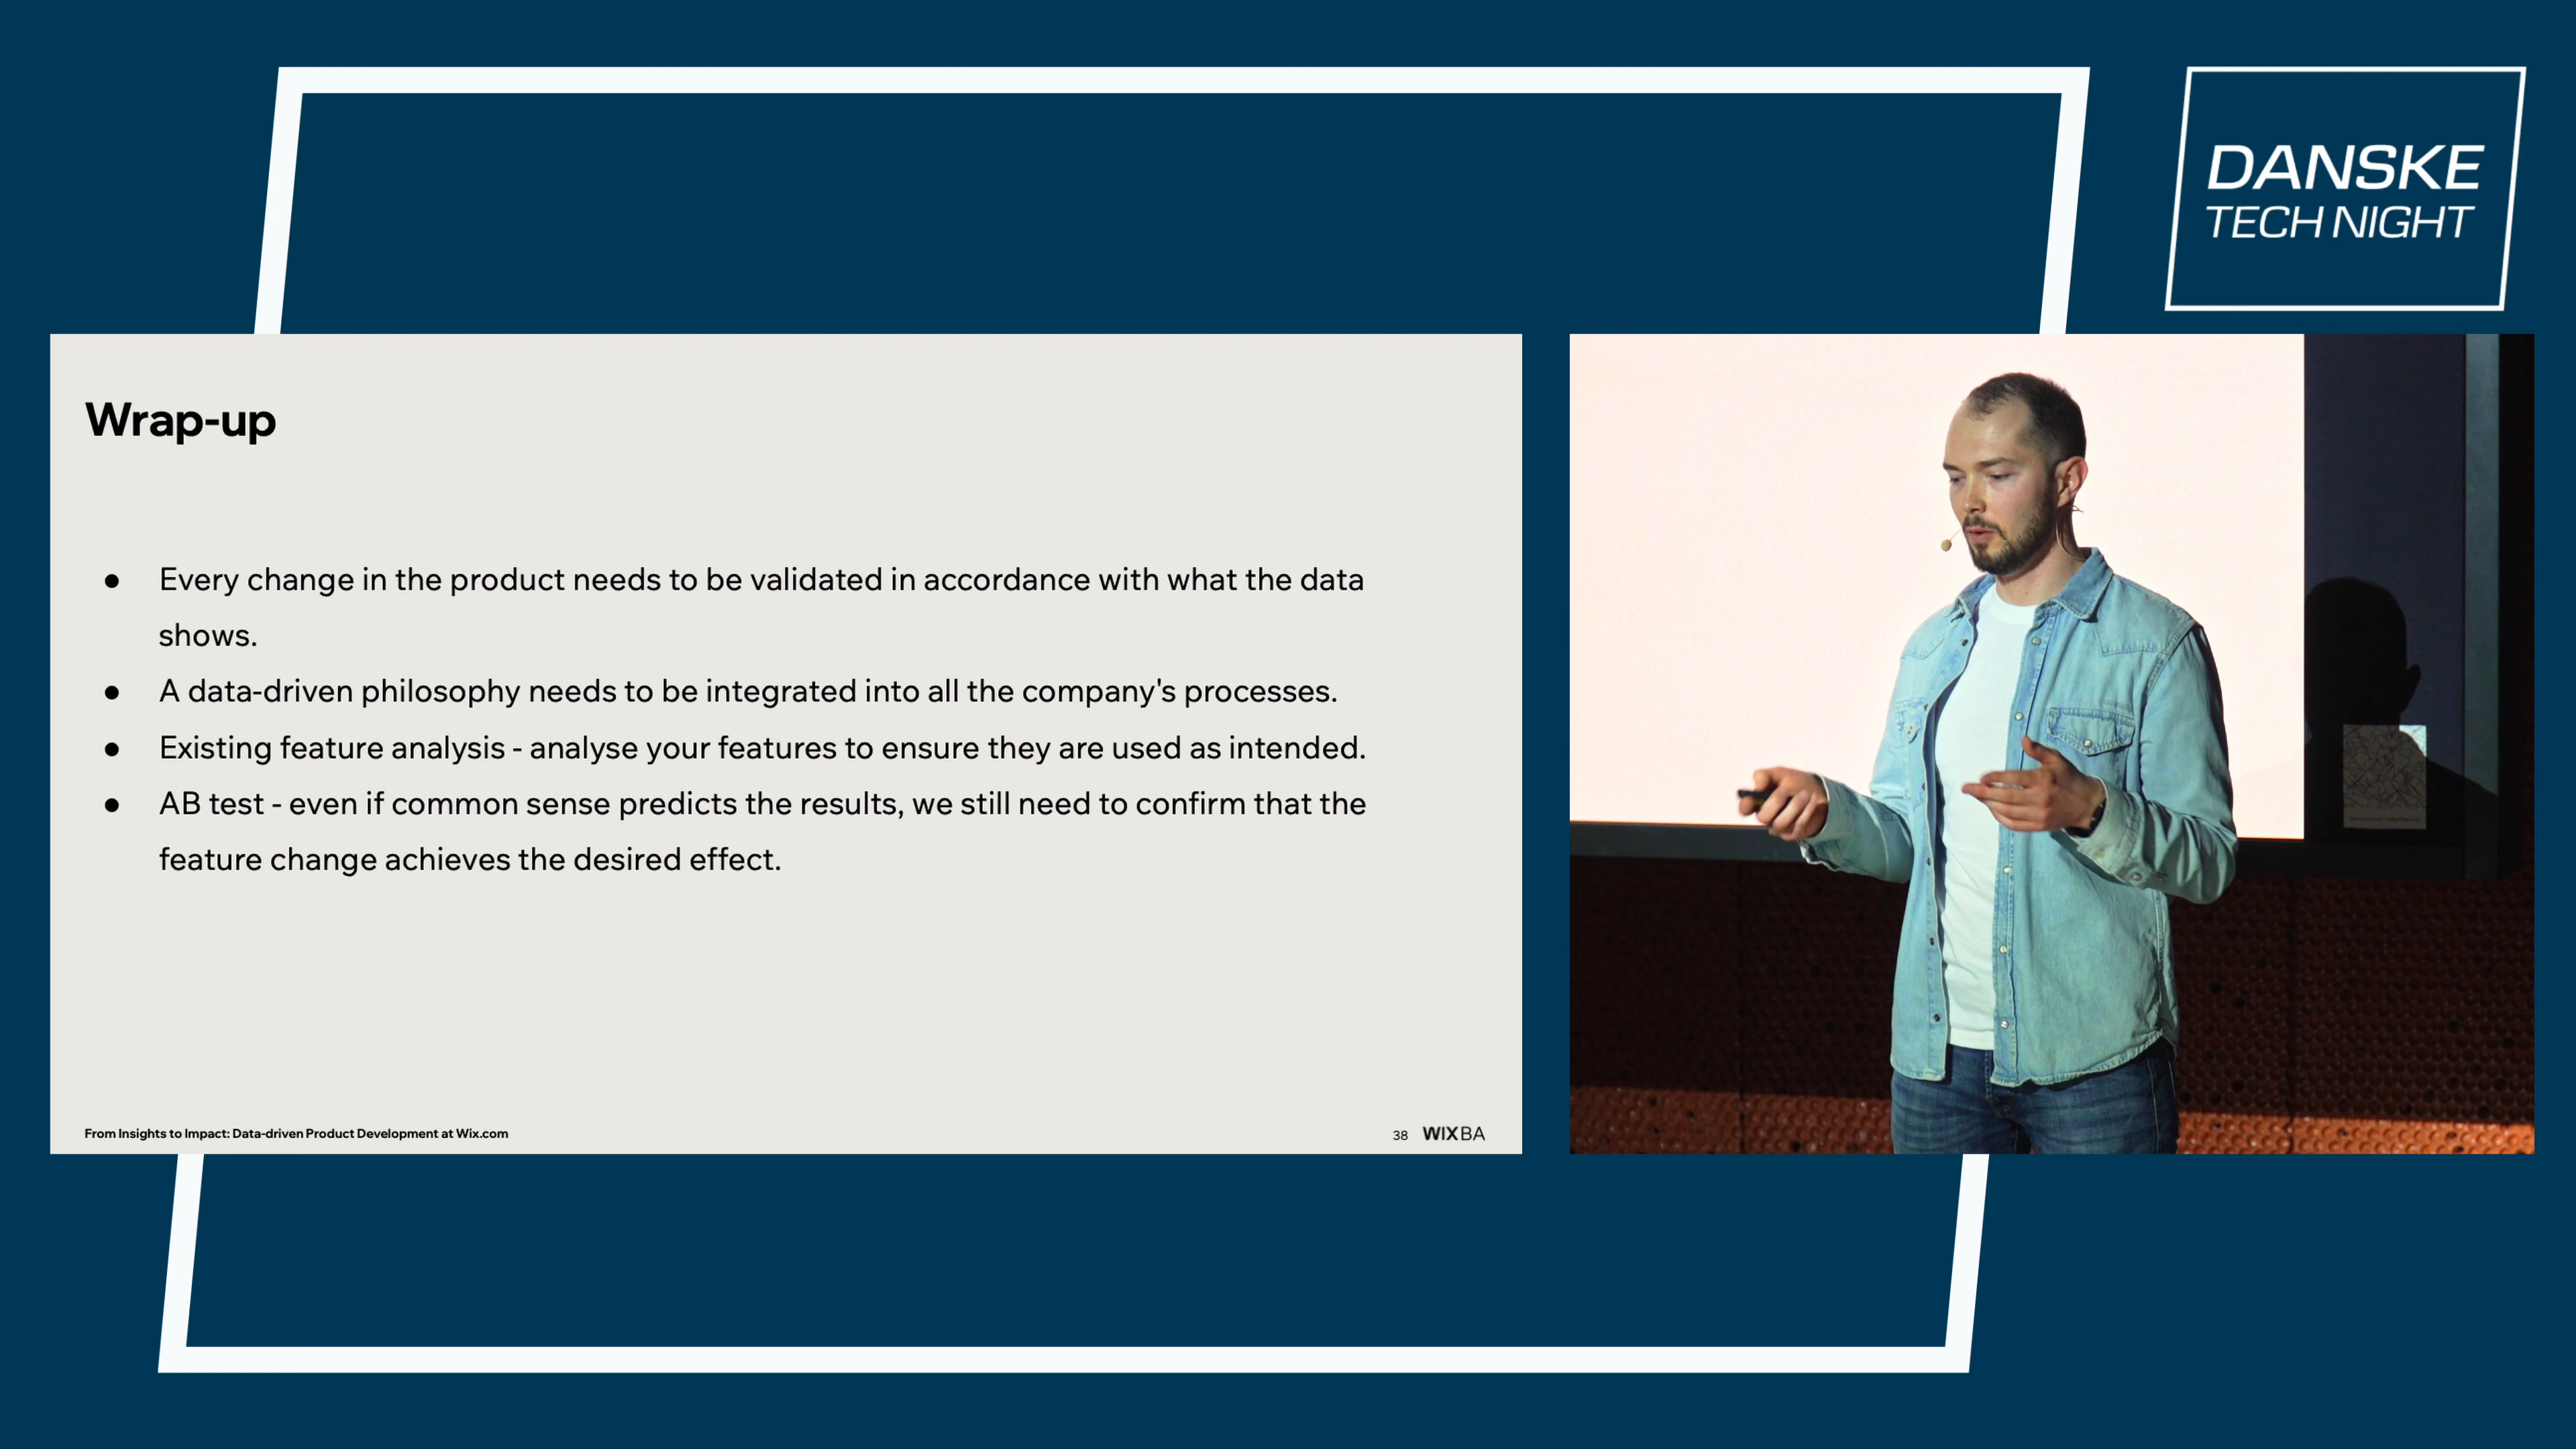 DANSKE
TECH NIGHT
Wrap-up
● Every change in the product needs to be validated in accordance with what the data
shows.
● A data-driven philosophy needs to be integrated into all the company's processes.
● Existing feature analysis - analyse your features to ensure they are used as intended.
● AB test - even if common sense predicts the results, we still need to confirm that the
feature change achieves the desired effect.
From Insights to Impact: Data-driven Product Development at Wix.com
38 WIXBA